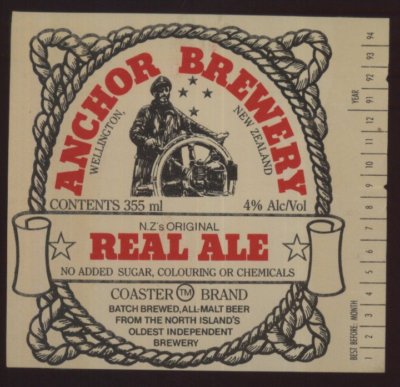 ANCHOR BREWERY
WELLINGTON, NEW ZEALAND
CONTENTS 355 ml 4% Alc/Vol
N.Z's ORIGINAL
REAL ALE
NO ADDED SUGAR, COLOURING OR CHEMICALS
COASTER TM BRAND
BATCH BREWED, ALL-MALT BEER
FROM THE NORTH ISLAND'S
OLDEST INDEPENDENT
BREWERY
BEST BEFORE: MONTH 1 2 3 4 5 6 7 8 9 10 11 12 YEAR 91 92 93 94